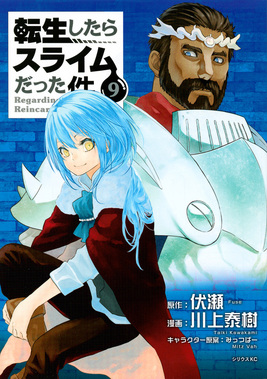 転生したら
スライム
だった件
9
Regarding
Reincar
原作：伏瀬
Fuse
漫画：川上泰樹
Taiki Kawakami
キャラクター原案：みっつばー
Mitz Vah
シリウスKC